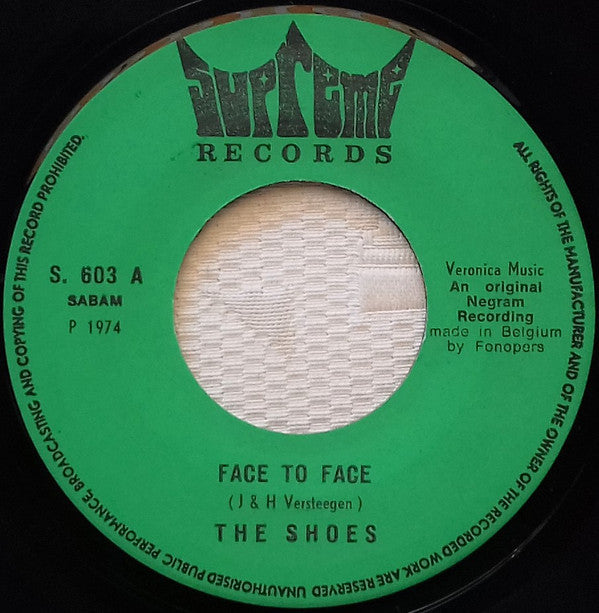 SUPREME
RECORDS
S. 603 A
SABAM
P 1974
Veronica Music
An original
Negram
Recording
made in Belgium
by Fonopers
FACE TO FACE
( J & H Versteegen )
THE SHOES
ALL RIGHTS OF THE MANUFACTURER AND OF THE OWNER OF THE RECORDED WORK ARE RESERVED UNAUTHORISED PUBLIC PERFORMANCE BROADCASTING AND COPYING OF THIS RECORD PROHIBITED.